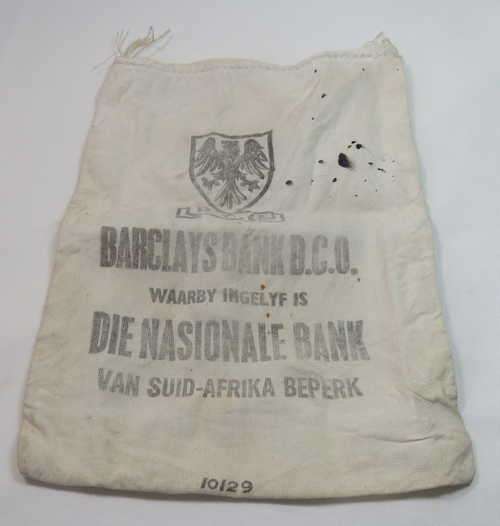 BARCLAYS BANK D.C.O.
WAARBY INGELYF IS
DIE NASIONALE BANK
VAN SUID-AFRIKA BEPERK
10129